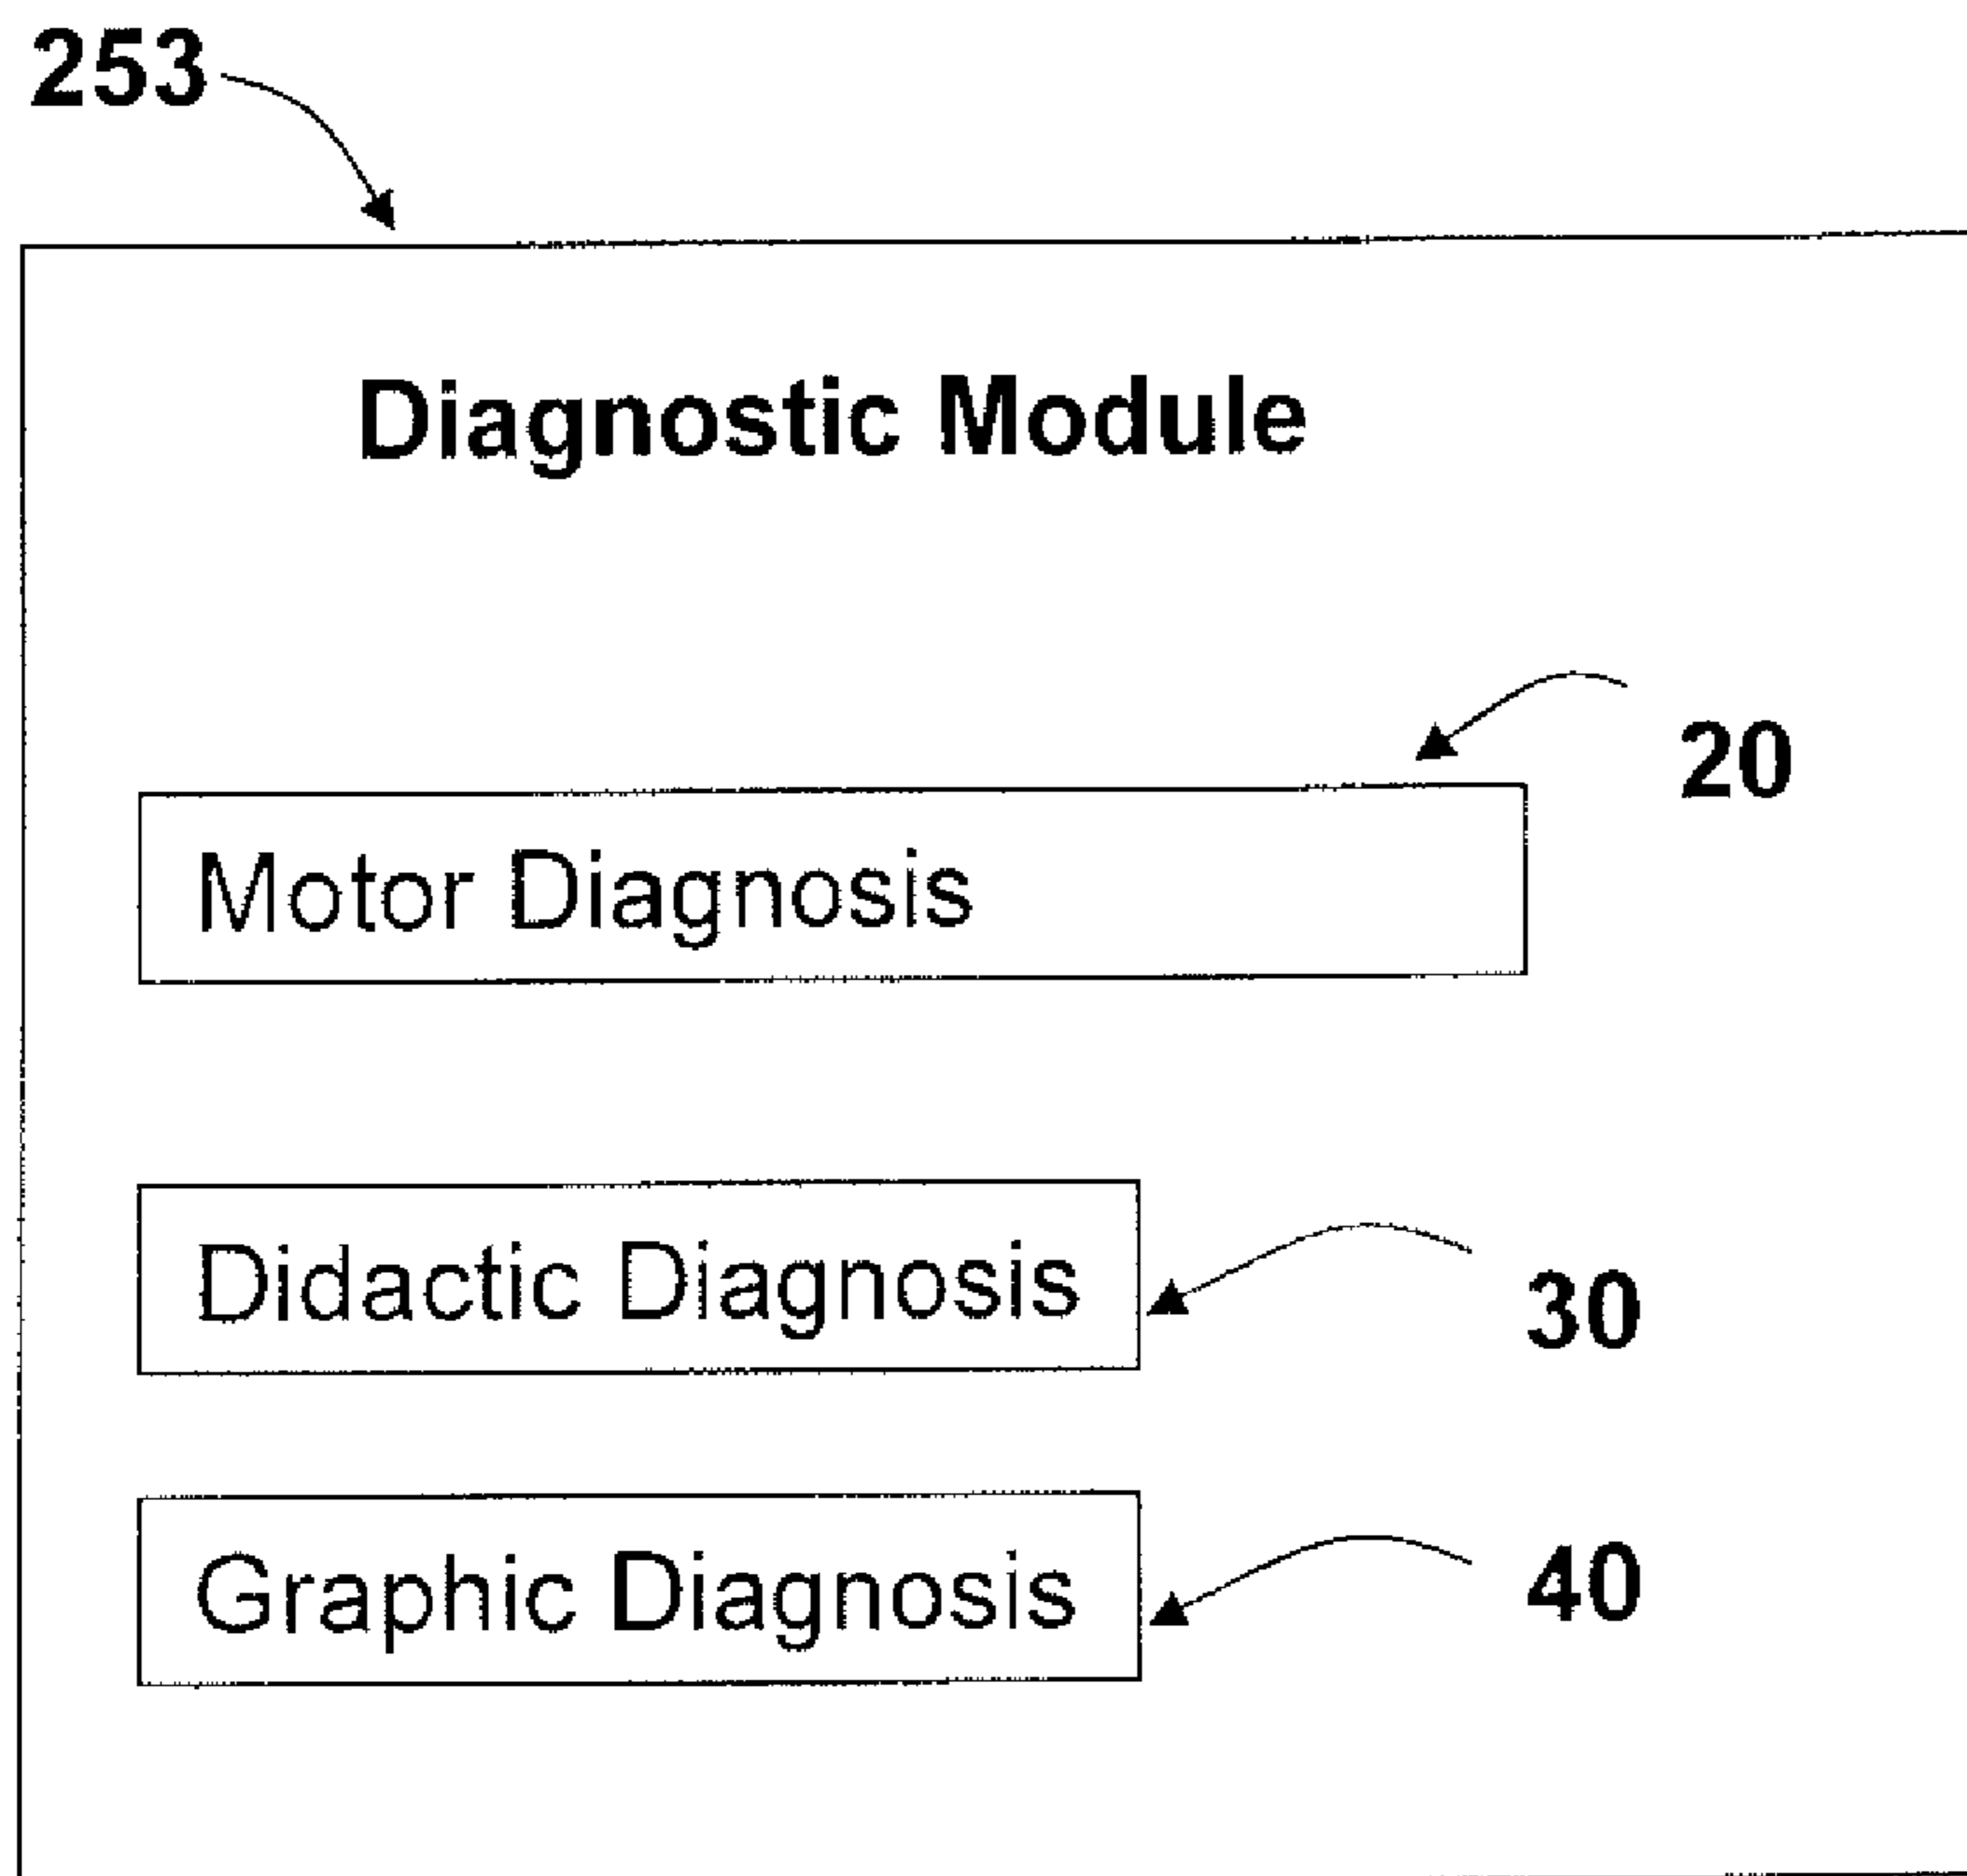 253
Diagnostic Module
20
Motor Diagnosis
Didactic Diagnosis
30
Graphic Diagnosis
40